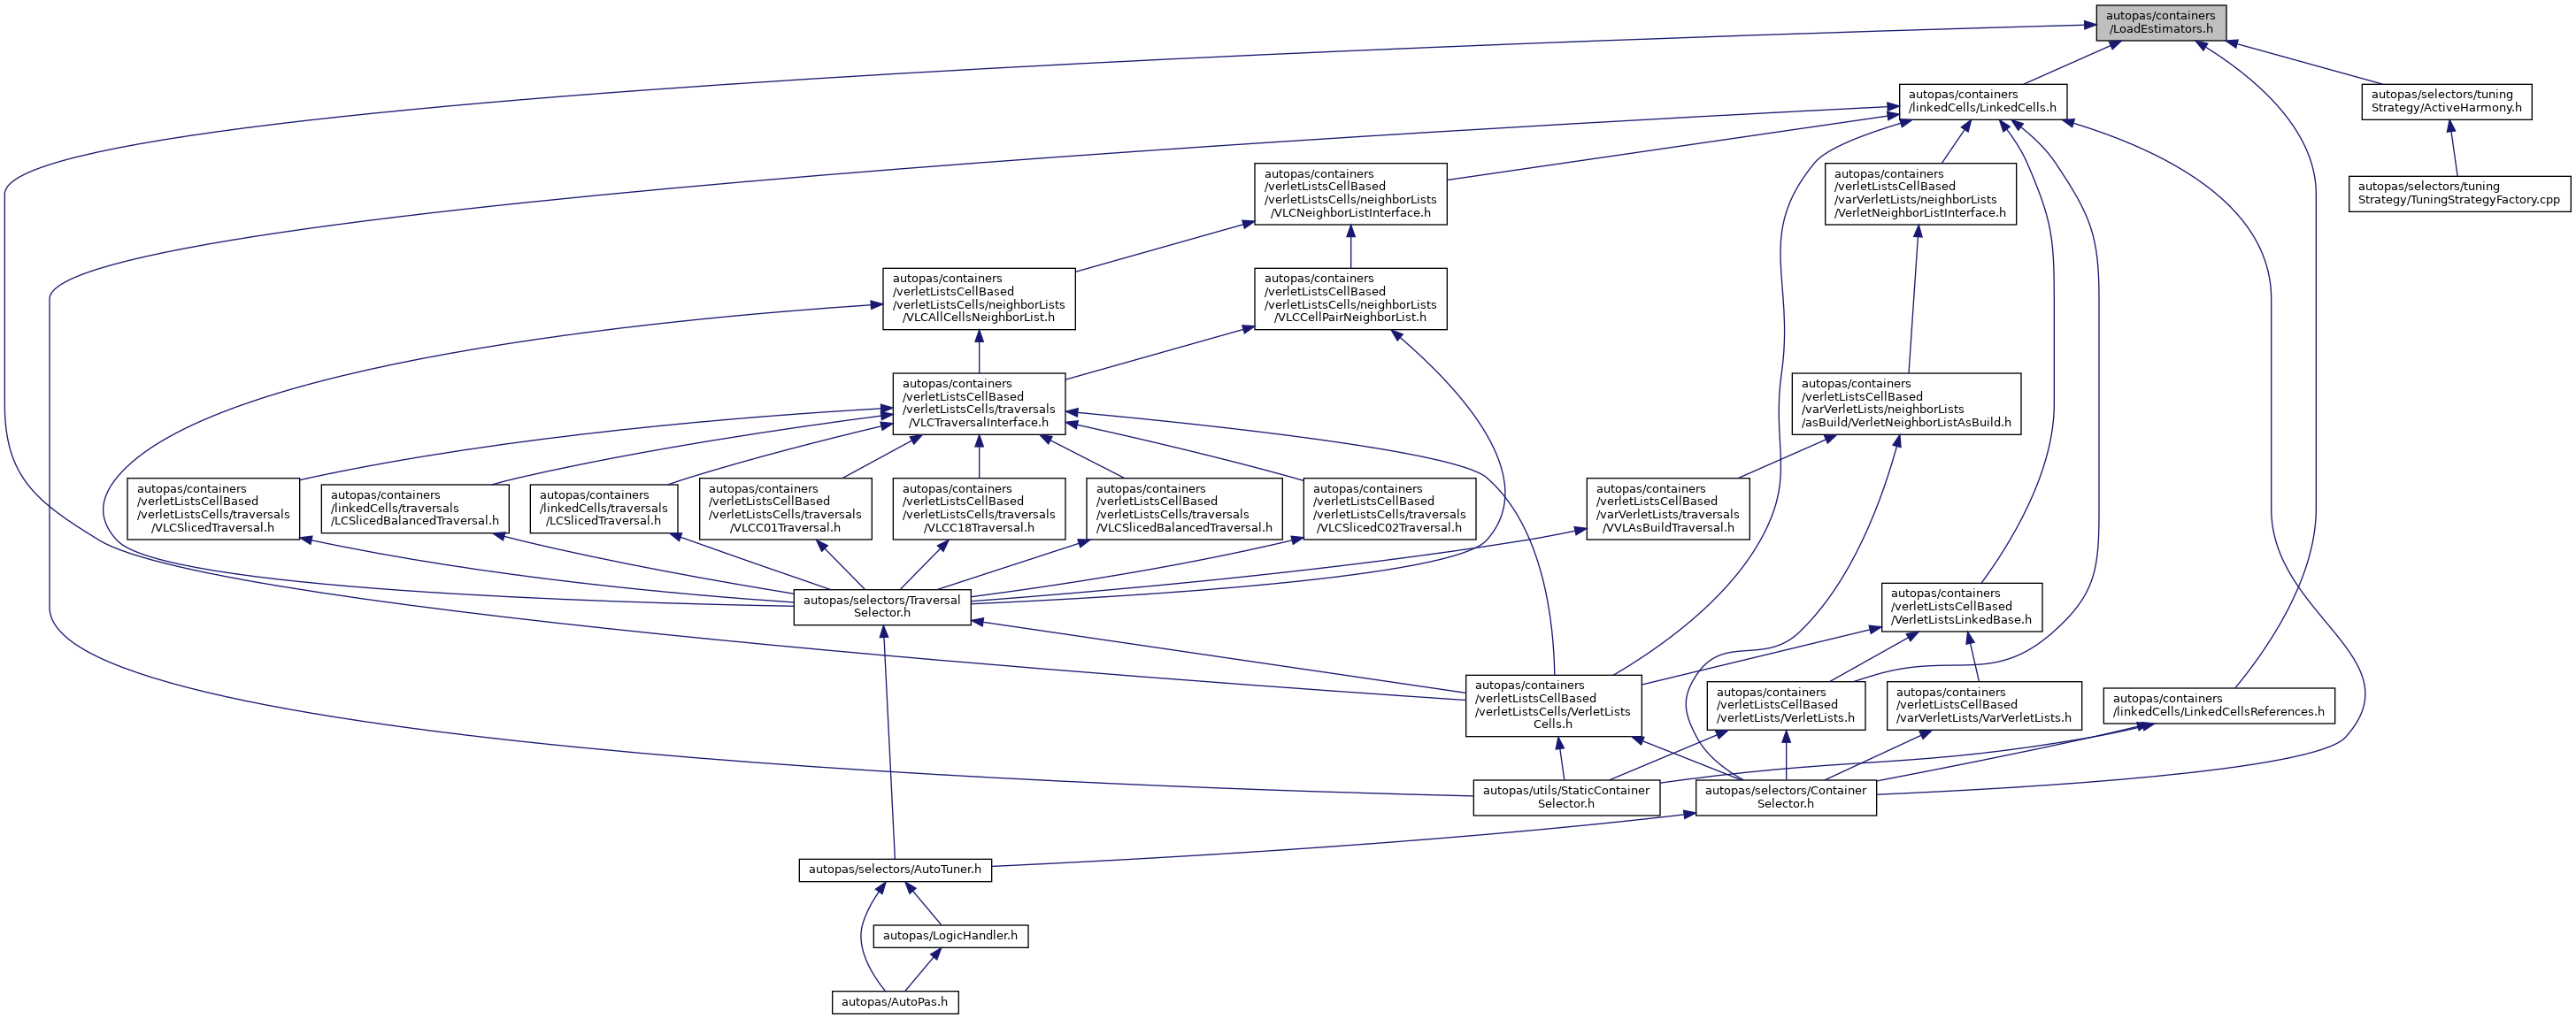 autopas/containers
/LoadEstimators.h
autopas/containers
/linkedCells/LinkedCells.h
autopas/selectors/tuning
Strategy/ActiveHarmony.h
autopas/containers
/verletListsCellBased
/verletListsCells/neighborLists
/VLCNeighborListInterface.h
autopas/containers
/verletListsCellBased
/varVerletLists/neighborLists
/VerletNeighborListInterface.h
autopas/selectors/tuning
Strategy/TuningStrategyFactory.cpp
autopas/containers
/verletListsCellBased
/verletListsCells/neighborLists
/VLCAllCellsNeighborList.h
autopas/containers
/verletListsCellBased
/verletListsCells/neighborLists
/VLCCellPairNeighborList.h
autopas/containers
/verletListsCellBased
/verletListsCells/traversals
/VLCTraversalInterface.h
autopas/containers
/verletListsCellBased
/varVerletLists/neighborLists
/asBuild/VerletNeighborListAsBuild.h
autopas/containers
/verletListsCellBased
/verletListsCells/traversals
/VLCSlicedTraversal.h
autopas/containers
/linkedCells/traversals
/LCSlicedBalancedTraversal.h
autopas/containers
/linkedCells/traversals
/LCSlicedTraversal.h
autopas/containers
/verletListsCellBased
/verletListsCells/traversals
/VLCC01Traversal.h
autopas/containers
/verletListsCellBased
/verletListsCells/traversals
/VLCC18Traversal.h
autopas/containers
/verletListsCellBased
/verletListsCells/traversals
/VLCSlicedBalancedTraversal.h
autopas/containers
/verletListsCellBased
/verletListsCells/traversals
/VLCSlicedC02Traversal.h
autopas/containers
/verletListsCellBased
/varVerletLists/traversals
/VVLAsBuildTraversal.h
autopas/selectors/Traversal
Selector.h
autopas/containers
/verletListsCellBased
/VerletListsLinkedBase.h
autopas/containers
/verletListsCellBased
/verletListsCells/VerletLists
Cells.h
autopas/containers
/verletListsCellBased
/verletLists/VerletLists.h
autopas/containers
/verletListsCellBased
/varVerletLists/VarVerletLists.h
autopas/containers
/linkedCells/LinkedCellsReferences.h
autopas/utils/StaticContainer
Selector.h
autopas/selectors/Container
Selector.h
autopas/selectors/AutoTuner.h
autopas/LogicHandler.h
autopas/AutoPas.h